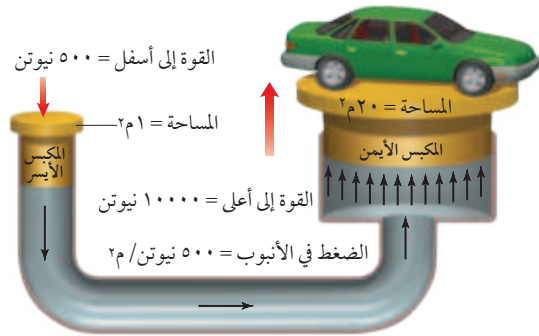 القوة إلى أسفل = ٥٠٠ نيوتن
المساحة = ١م٢
المكبس
الأيسر
المساحة = ٢٠م٢
المكبس الأيمن
القوة إلى أعلى = ١٠٠٠٠ نيوتن
الضغط في الأنبوب = ٥٠٠ نيوتن/ م٢